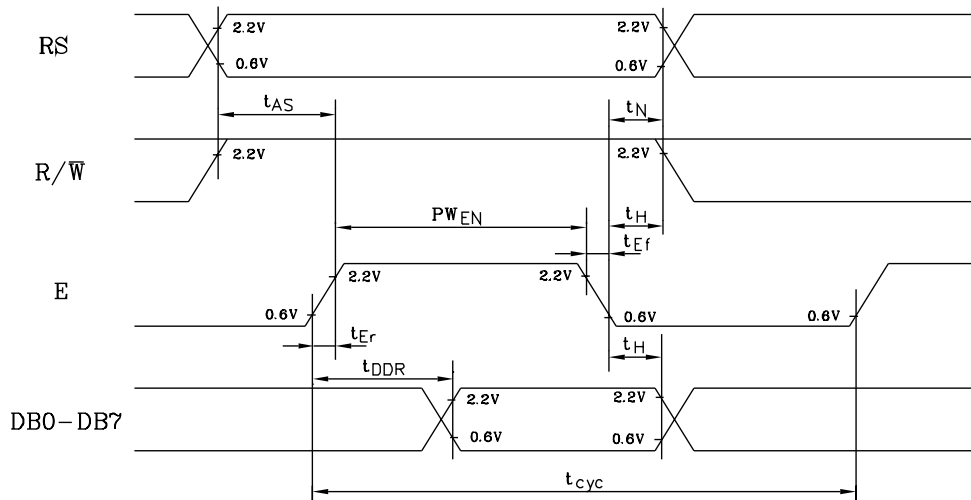 RS 2.2V 2.2V
0.6V 0.6V
tAS tN
R/W̅ 2.2V 2.2V
PWEN tH
tEf
E 2.2V 2.2V
0.6V 0.6V 0.6V
tEr tH
tDDR
DB0-DB7 2.2V 2.2V
0.6V 0.6V
tcyc